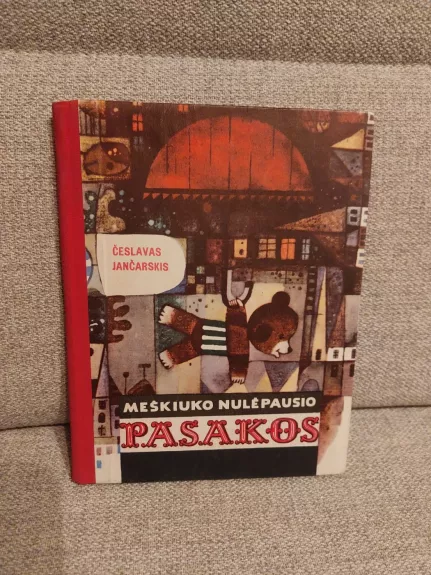 ČESLAVAS
JANČARSKIS
MEŠKIUKO NULĖPAUSIO
PASAKOS